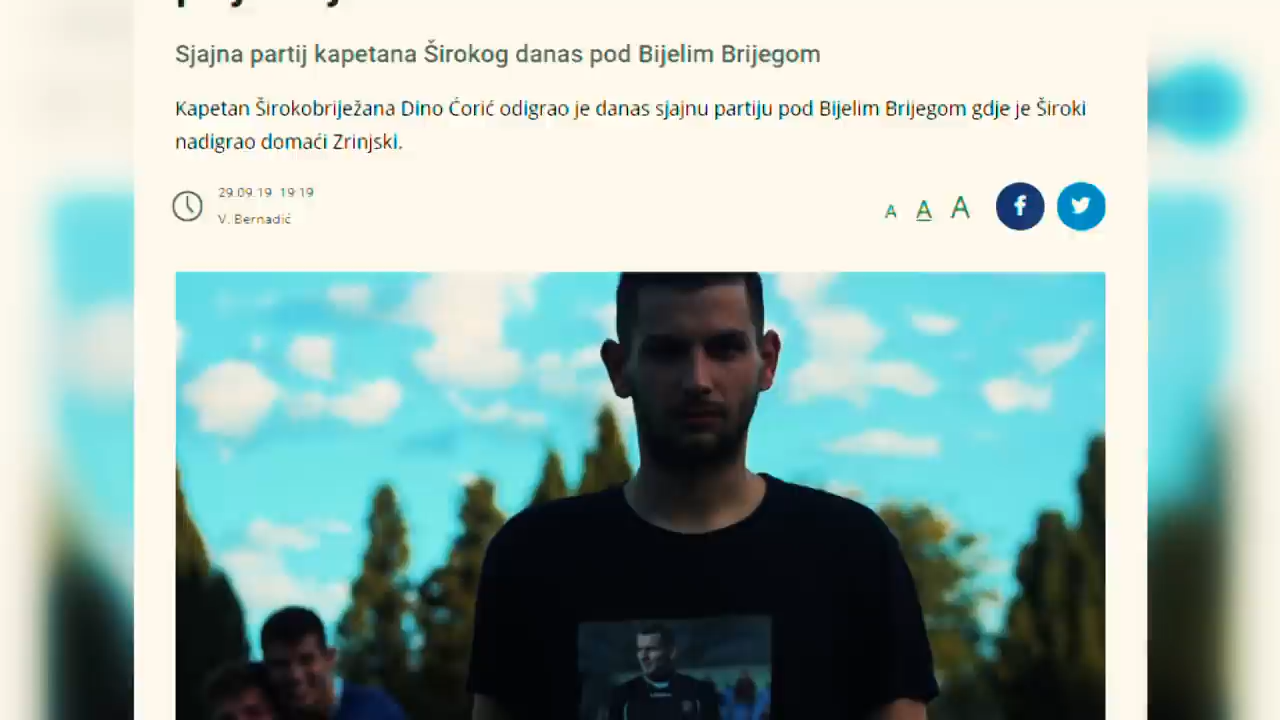 Sjajna partij kapetana Širokog danas pod Bijelim Brijegom
Kapetan Širokobriježana Dino Ćorić odigrao je danas sjajnu partiju pod Bijelim Brijegom gdje je Široki
nadigrao domaći Zrinjski.
29.09.19 19:19
V. Bernadić
A A A